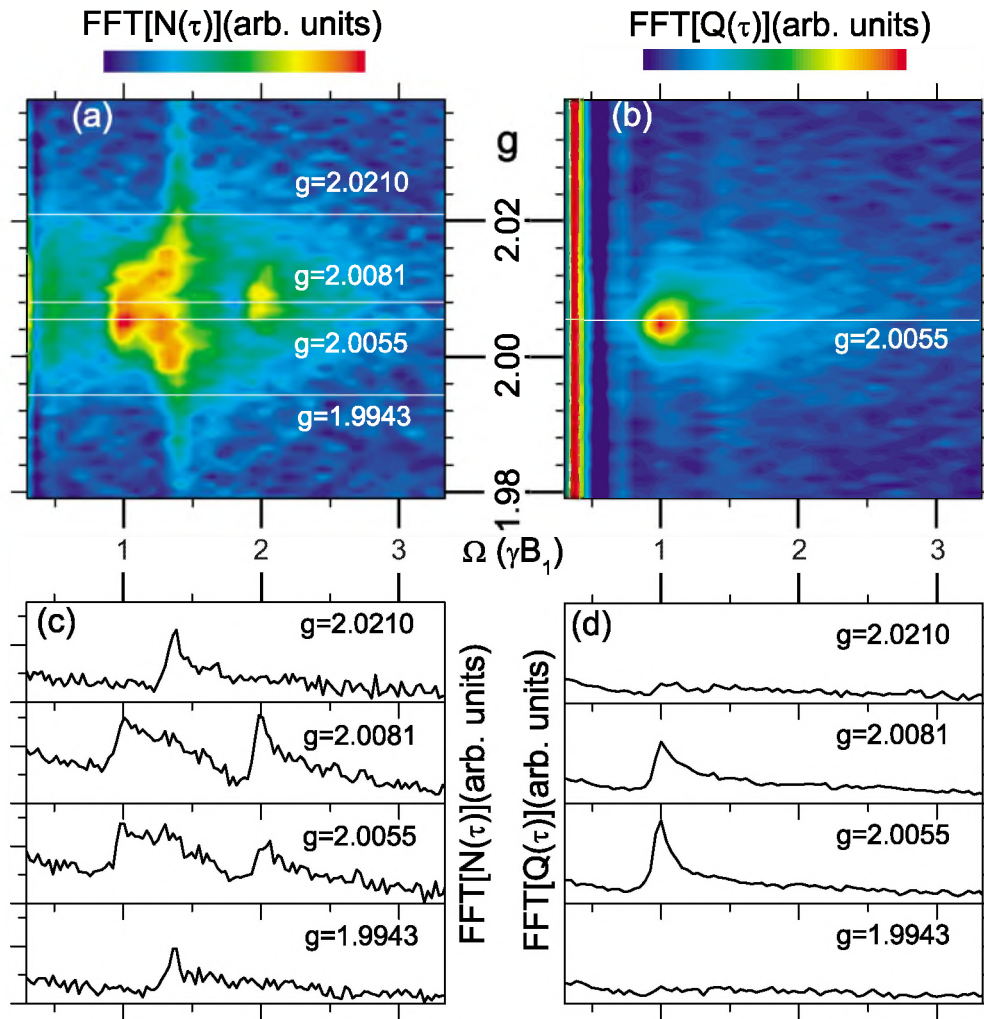 FFT[N(τ)](arb. units)
FFT[Q(τ)](arb. units)
(a)
g=2.0210
g=2.0081
g=2.0055
g=1.9943
g
2.02
2.00
1.98
(b)
g=2.0055
1 2 3
Ω (γB₁)
1 2 3
(c)
g=2.0210
g=2.0081
g=2.0055
g=1.9943
FFT[N(τ)](arb. units)
FFT[Q(τ)](arb. units)
(d)
g=2.0210
g=2.0081
g=2.0055
g=1.9943